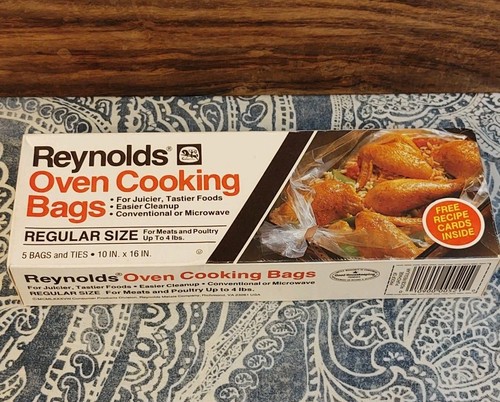 Reynolds®
Oven Cooking
Bags
• For Juicier, Tastier Foods
• Easier Cleanup
• Conventional or Microwave
REGULAR SIZE For Meats and Poultry
Up To 4 lbs.
5 BAGS and TIES • 10 IN. X 16 IN.
FREE
RECIPE
CARDS
INSIDE
Reynolds® Oven Cooking Bags
For Juicier, Tastier Foods • Easier Cleanup • Conventional or Microwave
REGULAR SIZE For Meats and Poultry Up to 4 lbs.